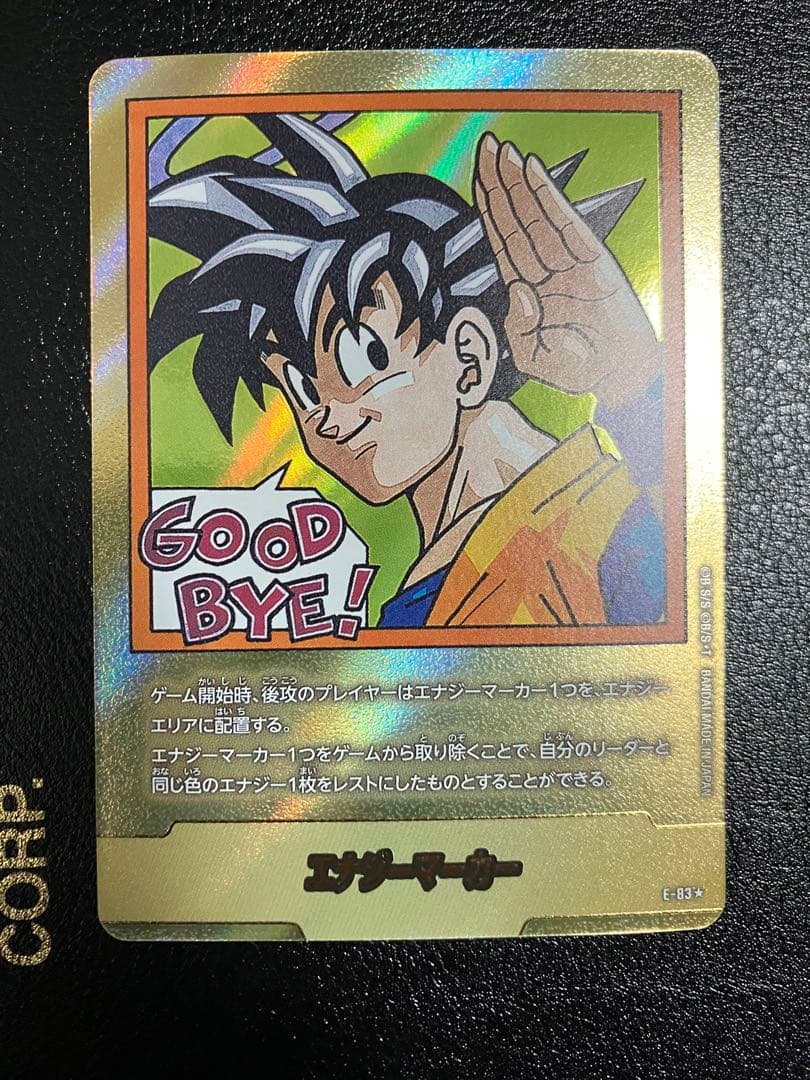 GOOD
BYE!
ゲーム開始時、後攻のプレイヤーはエナジーマーカー1つを、エナジー
エリアに配置する。
エナジーマーカー1つをゲームから取り除くことで、自分のリーダーと
同じ色のエナジー1枚をレストにしたものとすることができる。
エナジーマーカー
E-83★
©B.S/S ©B/S・T BANDAI MADE IN JAPAN
CORP.